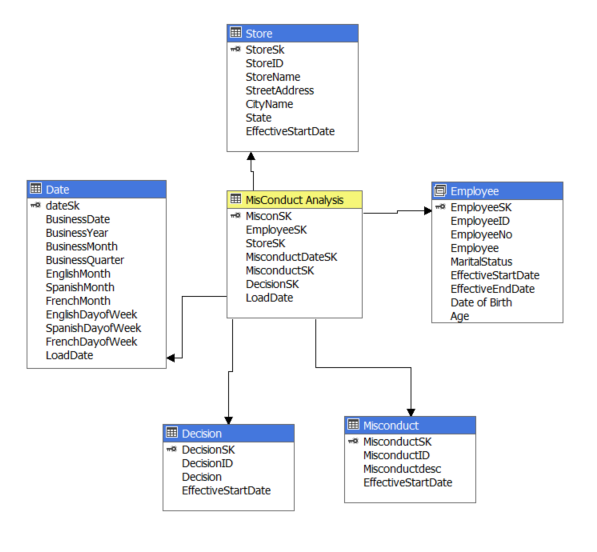 Store
StoreSk
StoreID
StoreName
StreetAddress
CityName
State
EffectiveStartDate
Date
dateSk
BusinessDate
BusinessYear
BusinessMonth
BusinessQuarter
EnglishMonth
SpanishMonth
FrenchMonth
EnglishDayofWeek
SpanishDayofWeek
FrenchDayofWeek
LoadDate
MisConduct Analysis
MisconSK
EmployeeSK
StoreSK
MisconductDateSK
MisconductSK
DecisionSK
LoadDate
Employee
EmployeeSK
EmployeeID
EmployeeNo
Employee
MaritalStatus
EffectiveStartDate
EffectiveEndDate
Date of Birth
Age
Decision
DecisionSK
DecisionID
Decision
EffectiveStartDate
Misconduct
MisconductSK
MisconductID
Misconductdesc
EffectiveStartDate